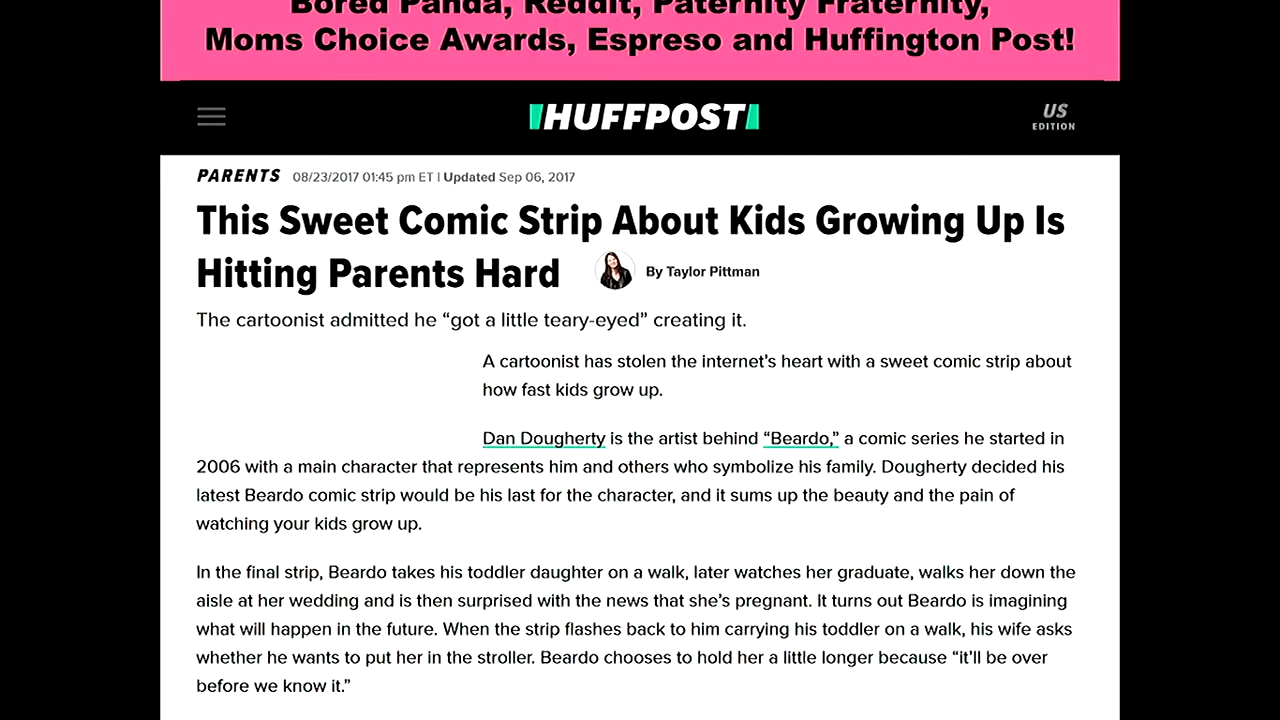 Bored Panda, Reddit, Paternity Fraternity,
Moms Choice Awards, Espreso and Huffington Post!
HUFFPOST
US
EDITION
PARENTS 08/23/2017 01:45 pm ET | Updated Sep 06, 2017
This Sweet Comic Strip About Kids Growing Up Is
Hitting Parents Hard By Taylor Pittman
The cartoonist admitted he “got a little teary-eyed” creating it.
A cartoonist has stolen the internet’s heart with a sweet comic strip about
how fast kids grow up.
Dan Dougherty is the artist behind “Beardo,” a comic series he started in
2006 with a main character that represents him and others who symbolize his family. Dougherty decided his
latest Beardo comic strip would be his last for the character, and it sums up the beauty and the pain of
watching your kids grow up.
In the final strip, Beardo takes his toddler daughter on a walk, later watches her graduate, walks her down the
aisle at her wedding and is then surprised with the news that she’s pregnant. It turns out Beardo is imagining
what will happen in the future. When the strip flashes back to him carrying his toddler on a walk, his wife asks
whether he wants to put her in the stroller. Beardo chooses to hold her a little longer because “it’ll be over
before we know it.”